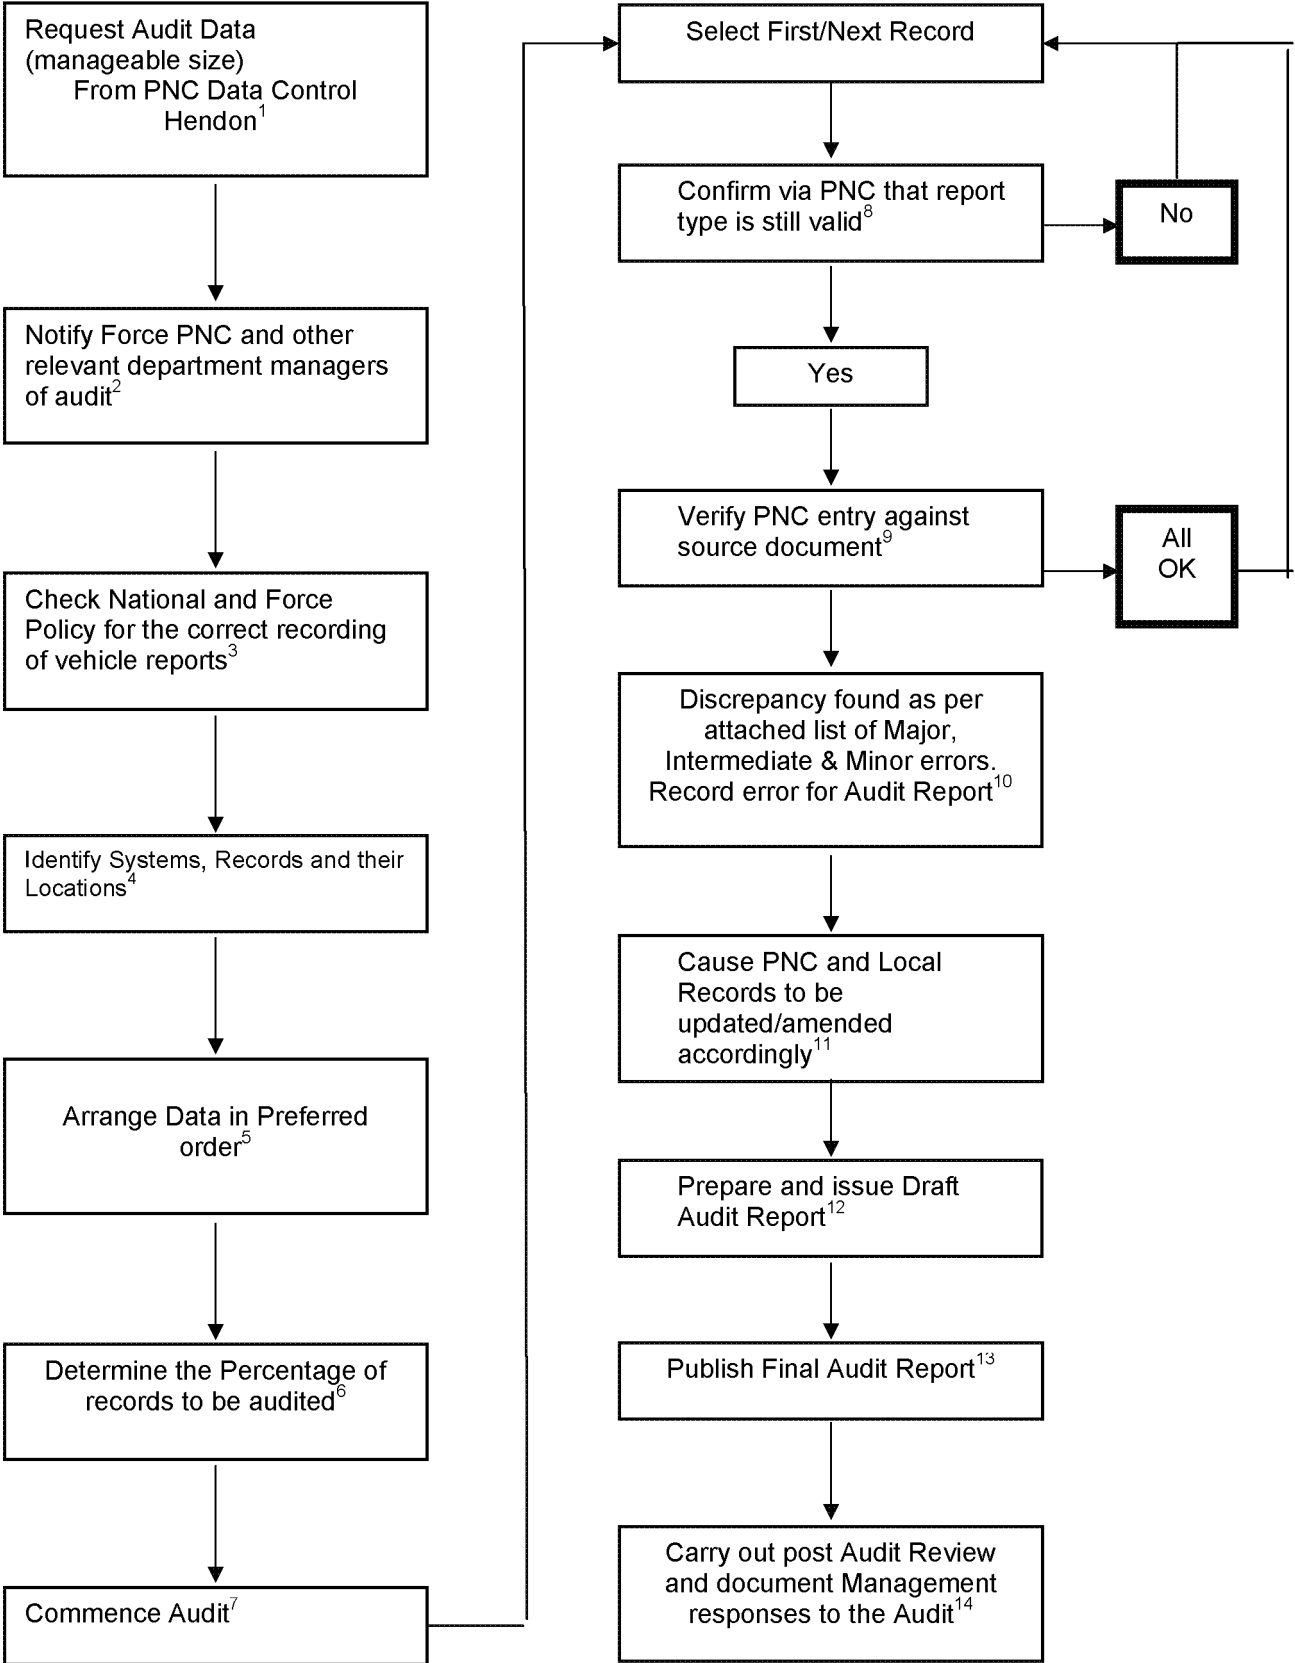 Request Audit Data
(manageable size)
From PNC Data Control
Hendon1
Notify Force PNC and other
relevant department managers
of audit2
Check National and Force
Policy for the correct recording
of vehicle reports3
Identify Systems, Records and their
Locations4
Arrange Data in Preferred
order5
Determine the Percentage of
records to be audited6
Commence Audit7
Select First/Next Record
Confirm via PNC that report
type is still valid8
No
Yes
Verify PNC entry against
source document9
All
OK
Discrepancy found as per
attached list of Major,
Intermediate & Minor errors.
Record error for Audit Report10
Cause PNC and Local
Records to be
updated/amended
accordingly11
Prepare and issue Draft
Audit Report12
Publish Final Audit Report13
Carry out post Audit Review
and document Management
responses to the Audit14